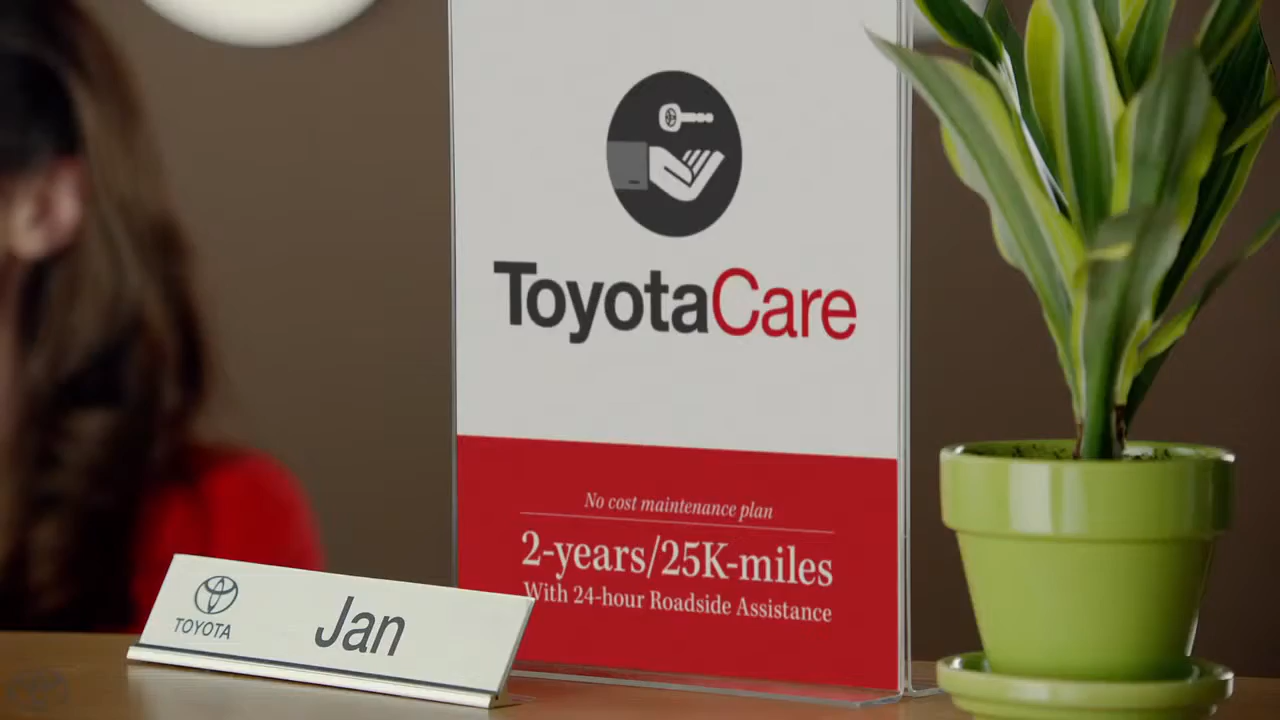 ToyotaCare
No cost maintenance plan
2-years/25K-miles
With 24-hour Roadside Assistance
TOYOTA
Jan